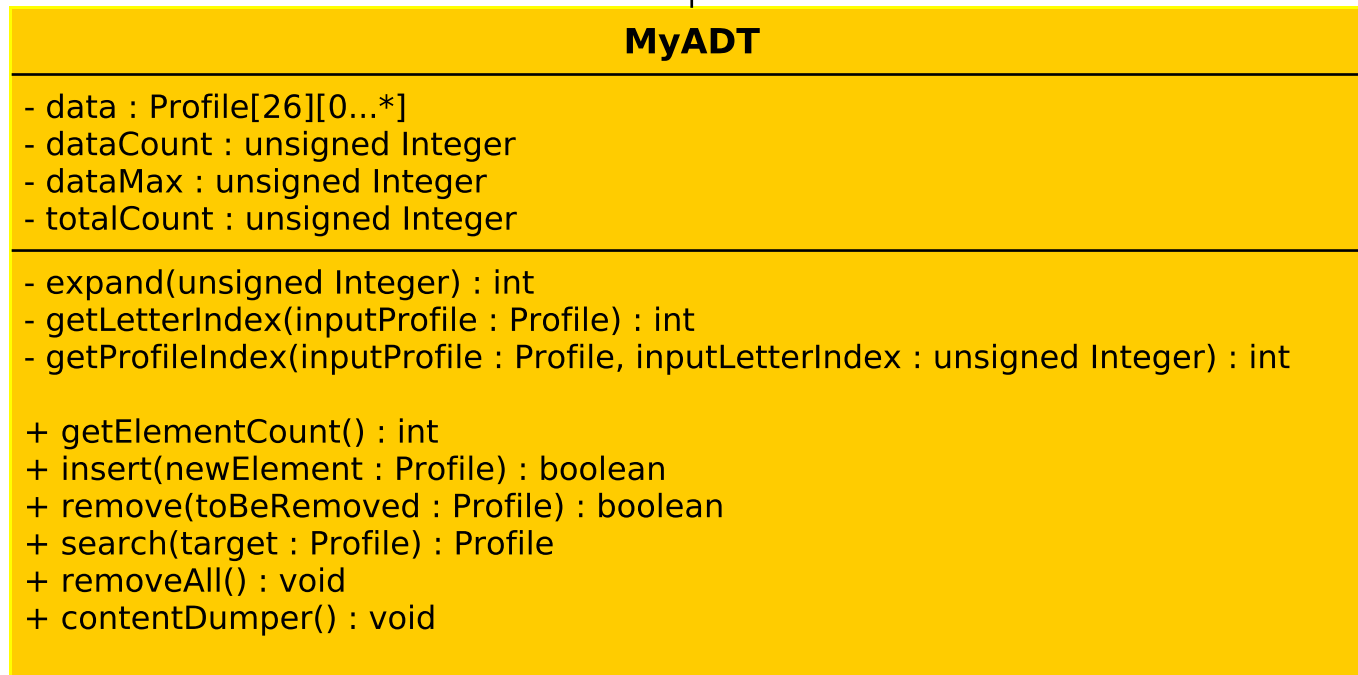 MyADT
- data : Profile[26][0...*]
- dataCount : unsigned Integer
- dataMax : unsigned Integer
- totalCount : unsigned Integer
- expand(unsigned Integer) : int
- getLetterIndex(inputProfile : Profile) : int
- getProfileIndex(inputProfile : Profile, inputLetterIndex : unsigned Integer) : int
+ getElementCount() : int
+ insert(newElement : Profile) : boolean
+ remove(toBeRemoved : Profile) : boolean
+ search(target : Profile) : Profile
+ removeAll() : void
+ contentDumper() : void